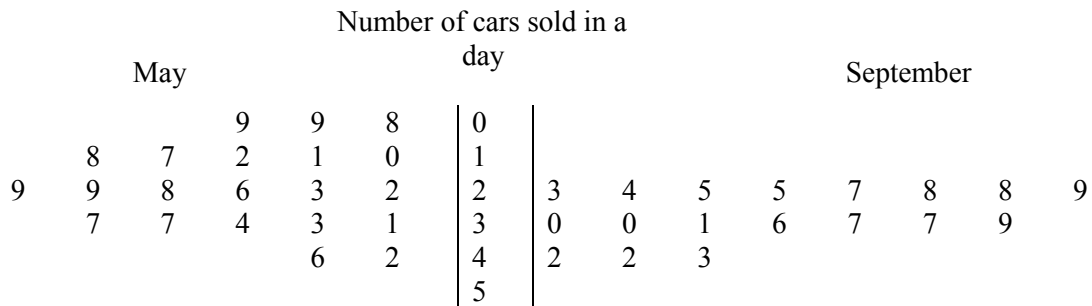 Number of cars sold in a
day
May September
9 9 8 0
8 7 2 1 0 1
9 9 8 6 3 2 2 3 4 5 5 7 8 8 9
7 7 4 3 1 3 0 0 1 6 7 7 9
6 2 4 2 2 3
5